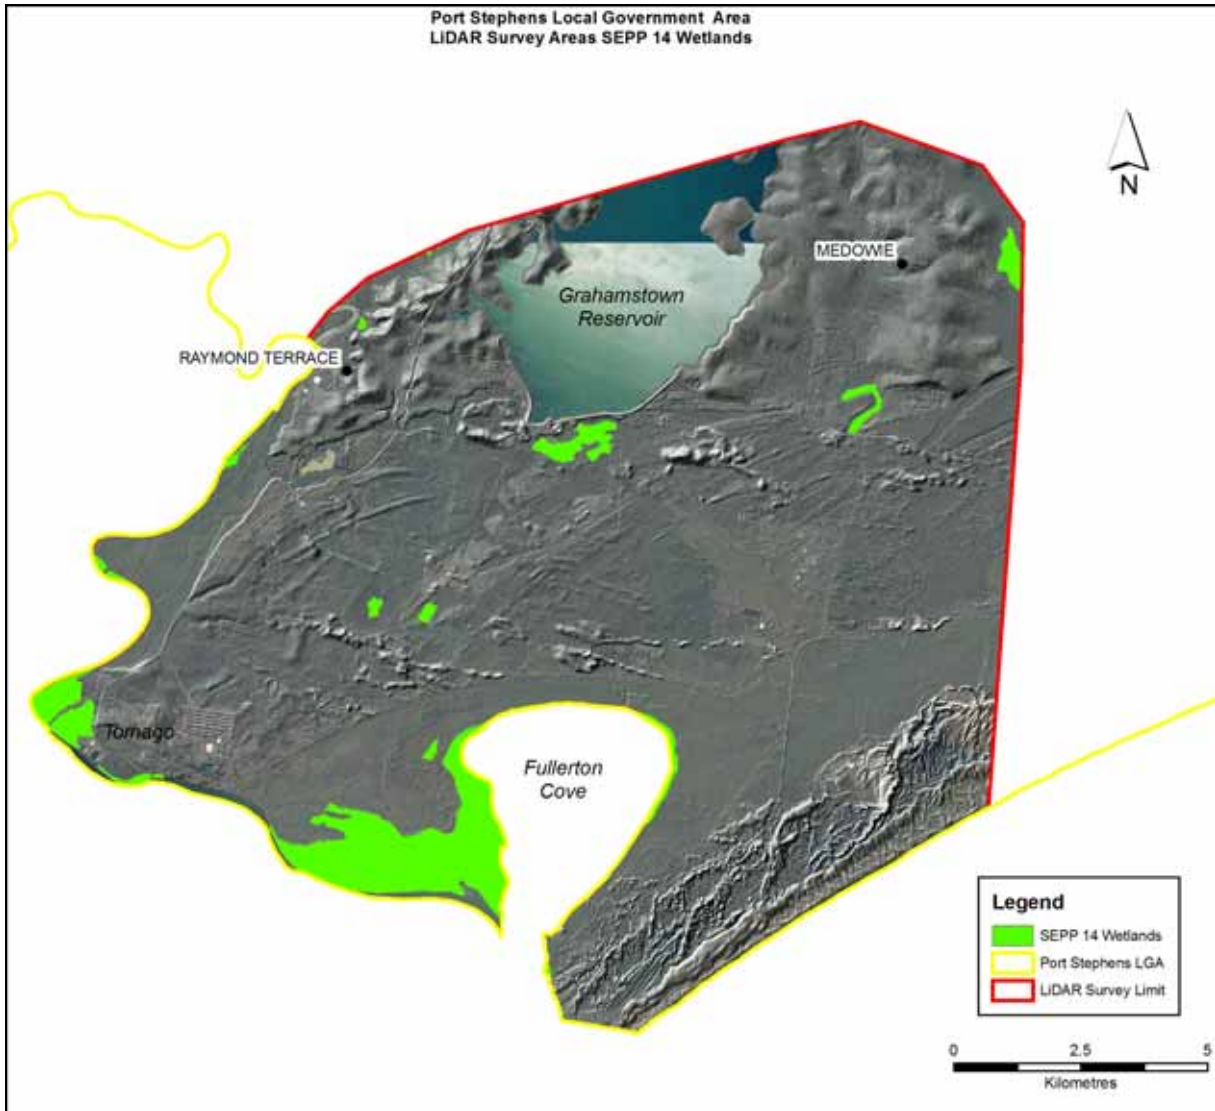 Port Stephens Local Government Area
LiDAR Survey Areas SEPP 14 Wetlands
N
MEDOWIE
Grahamstown
Reservoir
RAYMOND TERRACE
Tomago
Fullerton
Cove
Legend
SEPP 14 Wetlands
Port Stephens LGA
LiDAR Survey Limit
0 2.5 5
Kilometres